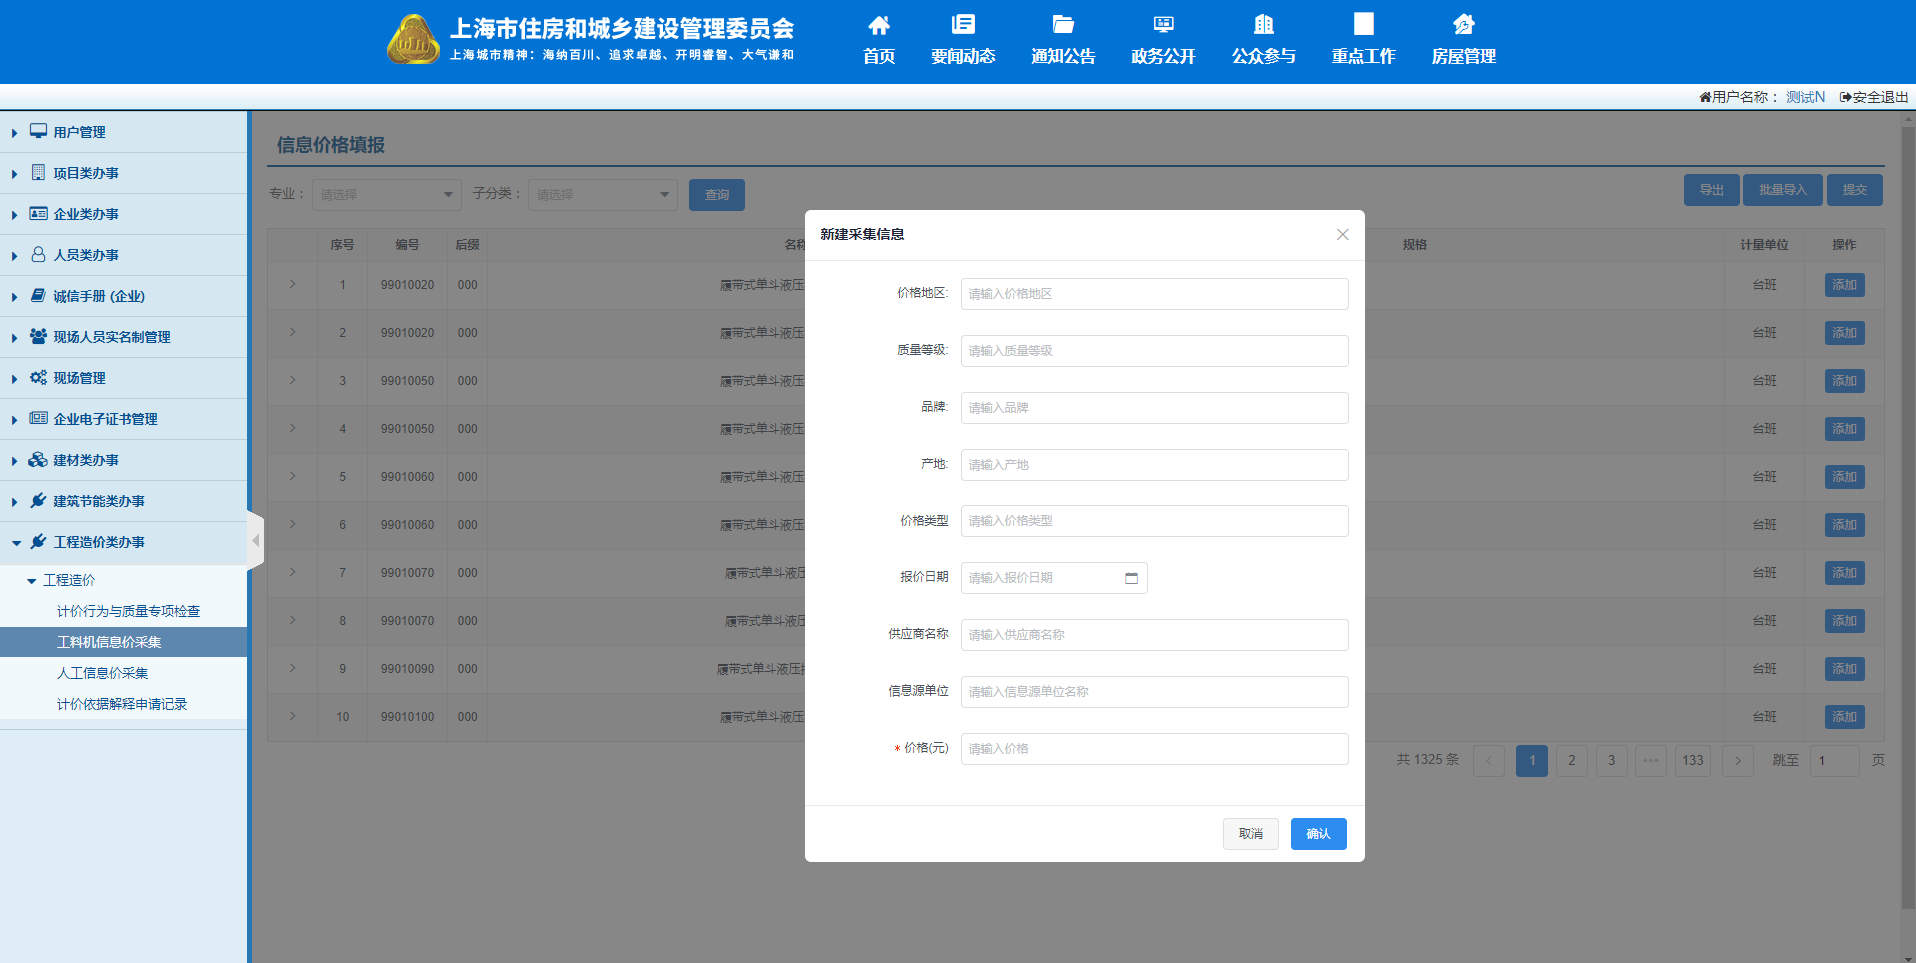 上海市住房和城乡建设管理委员会
上海城市精神：海纳百川、追求卓越、开明睿智、大气谦和
首页 要闻动态 通知公告 政务公开 公众参与 重点工作 房屋管理
用户名称： 测试N 安全退出
用户管理
项目类办事
企业类办事
人员类办事
诚信手册 (企业)
现场人员实名制管理
现场管理
企业电子证书管理
建材类办事
建筑节能类办事
工程造价类办事
工程造价
计价行为与质量专项检查
工料机信息价采集
人工信息价采集
计价依据解释申请记录
信息价格填报
专业： 请选择 子分类： 请选择 查询 导出 批量导入 提交
序号 编号 后缀 名称 规格 计量单位 操作
1 99010020 000 履带式单斗液压 台班 添加
2 99010020 000 履带式单斗液压 台班 添加
3 99010050 000 履带式单斗液压 台班 添加
4 99010050 000 履带式单斗液压 台班 添加
5 99010060 000 履带式单斗液压 台班 添加
6 99010060 000 履带式单斗液压 台班 添加
7 99010070 000 履带式单斗液压 台班 添加
8 99010070 000 履带式单斗液压 台班 添加
9 99010090 000 履带式单斗液压 台班 添加
10 99010100 000 履带式单斗液压 台班 添加
共 1325 条 1 2 3 ••• 133 跳至 1 页
新建采集信息
价格地区: 请输入价格地区
质量等级: 请输入质量等级
品牌: 请输入品牌
产地: 请输入产地
价格类型 请输入价格类型
报价日期 请输入报价日期
供应商名称 请输入供应商名称
信息源单位 请输入信息源单位名称
* 价格(元) 请输入价格
取消 确认